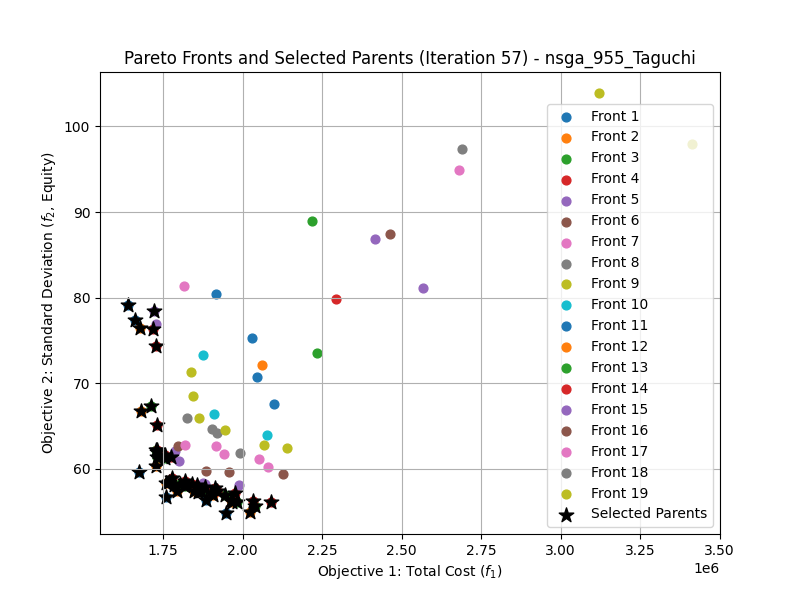 Pareto Fronts and Selected Parents (Iteration 57) - nsga_955_Taguchi
Objective 2: Standard Deviation (f₂, Equity)
100
90
80
70
60
1.75
2.00
2.25
2.50
2.75
3.00
3.25
3.50
1e6
Objective 1: Total Cost (f₁)
Front 1
Front 2
Front 3
Front 4
Front 5
Front 6
Front 7
Front 8
Front 9
Front 10
Front 11
Front 12
Front 13
Front 14
Front 15
Front 16
Front 17
Front 18
Front 19
Selected Parents